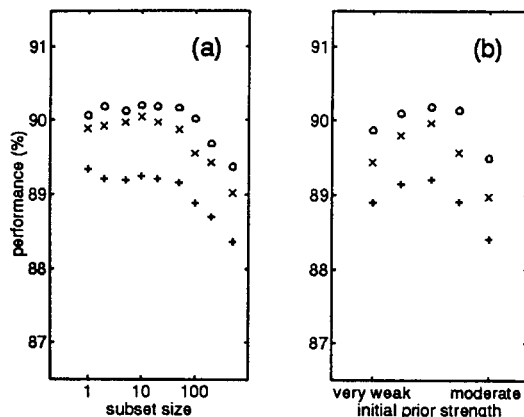 (a)
91
90
89
88
87
performance (%)
1 10 100
subset size
(b)
91
90
89
88
87
very weak moderate
initial prior strength